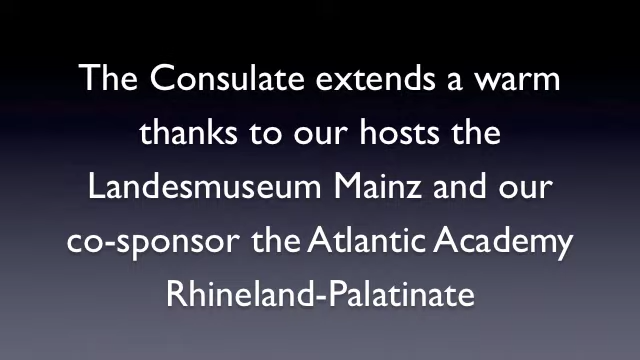 The Consulate extends a warm
thanks to our hosts the
Landesmuseum Mainz and our
co-sponsor the Atlantic Academy
Rhineland-Palatinate